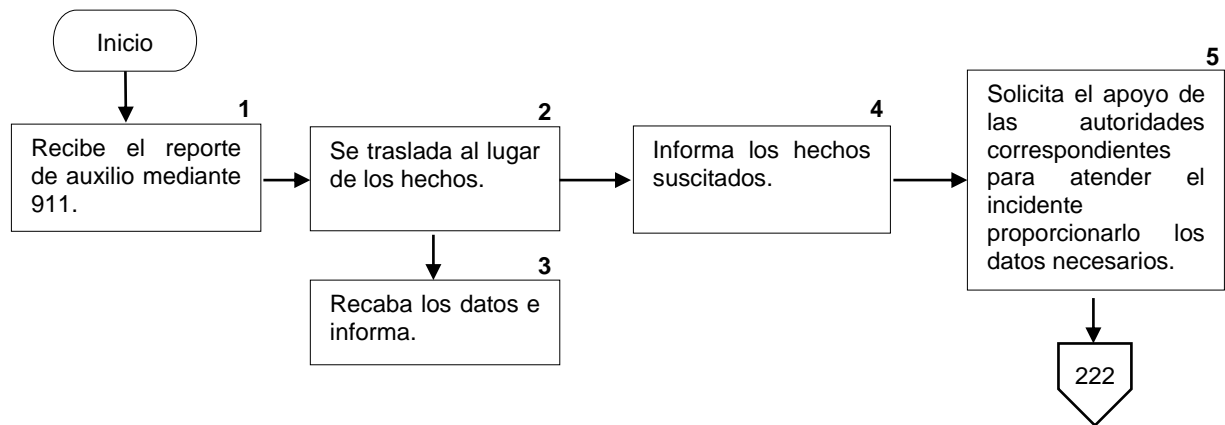 Inicio
1
Recibe el reporte
de auxilio mediante
911.
2
Se traslada al lugar
de los hechos.
3
Recaba los datos e
informa.
4
Informa los hechos
suscitados.
5
Solicita el apoyo de
las autoridades
correspondientes
para atender el
incidente
proporcionarlo los
datos necesarios.
222